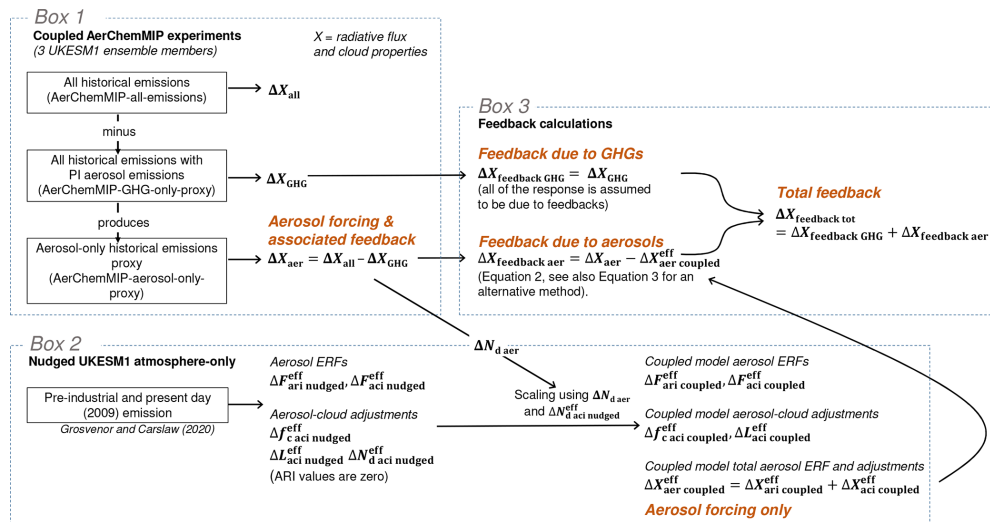 Box 1
Coupled AerChemMIP experiments
(3 UKESM1 ensemble members)
X = radiative flux
and cloud properties
All historical emissions
(AerChemMIP-all-emissions)
ΔX_all
minus
All historical emissions with
PI aerosol emissions
(AerChemMIP-GHG-only-proxy)
ΔX_GHG
produces
Aerosol-only historical emissions
proxy
(AerChemMIP-aerosol-only-
proxy)
Aerosol forcing &
associated feedback
ΔX_aer = ΔX_all - ΔX_GHG
Box 3
Feedback calculations
Feedback due to GHGs
ΔX_feedback GHG = ΔX_GHG
(all of the response is assumed
to be due to feedbacks)
Feedback due to aerosols
ΔX_feedback aer = ΔX_aer − ΔX^eff_aer coupled
(Equation 2, see also Equation 3 for an
alternative method).
Total feedback
ΔX_feedback tot
= ΔX_feedback GHG + ΔX_feedback aer
ΔN_d aer
Box 2
Nudged UKESM1 atmosphere-only
Pre-industrial and present day
(2009) emission
Grosvenor and Carslaw (2020)
Aerosol ERFs
ΔF^eff_ari nudged, ΔF^eff_aci nudged
Aerosol-cloud adjustments
Δf^eff_c aci nudged
ΔL^eff_aci nudged ΔN^eff_d aci nudged
(ARI values are zero)
Scaling using ΔN_d aer
and ΔN^eff_d aci nudged
Coupled model aerosol ERFs
ΔF^eff_ari coupled, ΔF^eff_aci coupled
Coupled model aerosol-cloud adjustments
Δf^eff_c aci coupled, ΔL^eff_aci coupled
Coupled model total aerosol ERF and adjustments
ΔX^eff_aer coupled = ΔX^eff_ari coupled + ΔX^eff_aci coupled
Aerosol forcing only